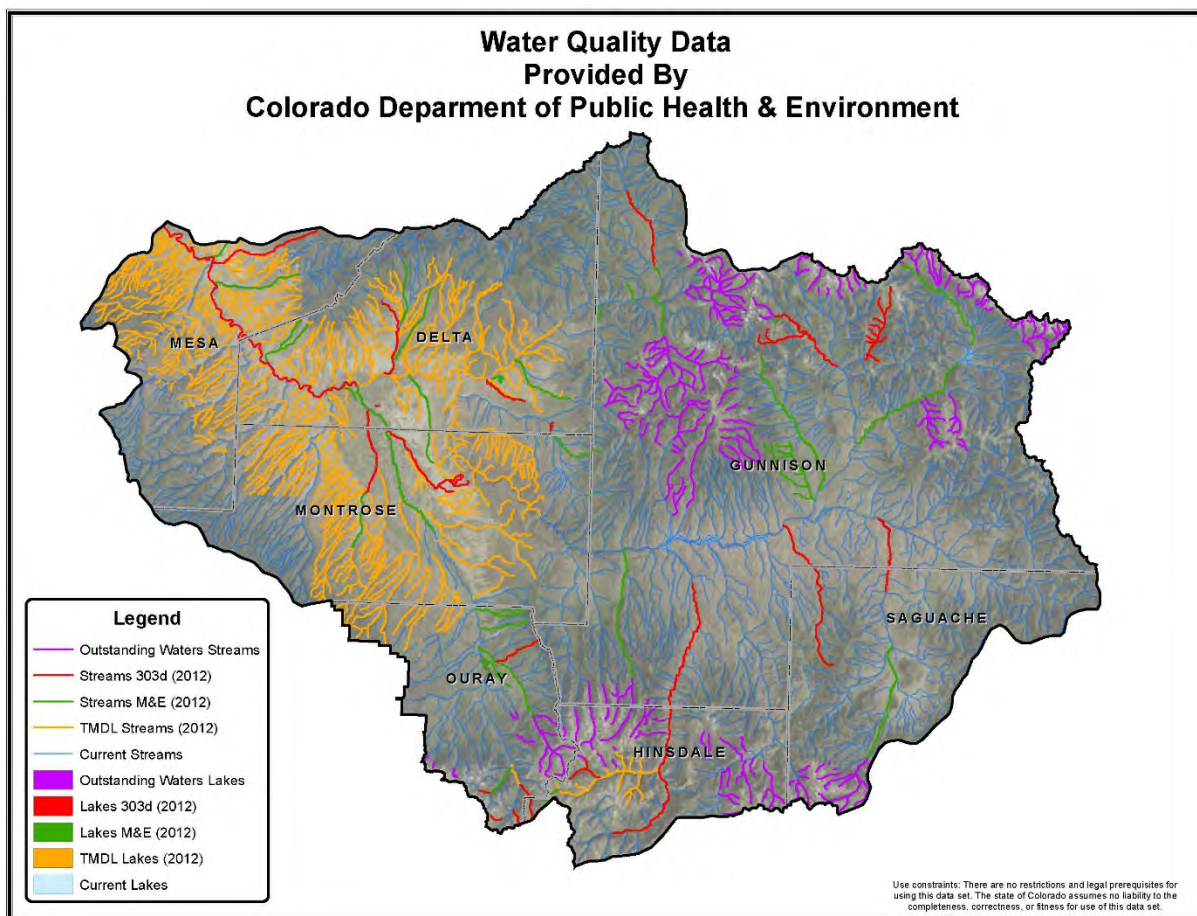 Water Quality Data
Provided By
Colorado Deparment of Public Health & Environment
MESA
DELTA
GUNNISON
MONTROSE
SAGUACHE
OURAY
HINSDALE
Legend
Outstanding Waters Streams
Streams 303d (2012)
Streams M&E (2012)
TMDL Streams (2012)
Current Streams
Outstanding Waters Lakes
Lakes 303d (2012)
Lakes M&E (2012)
TMDL Lakes (2012)
Current Lakes
Use constraints: There are no restrictions and legal prerequisites for
using this data set. The state of Colorado assumes no liability to the
completeness, correctness, or fitness for use of this data set.